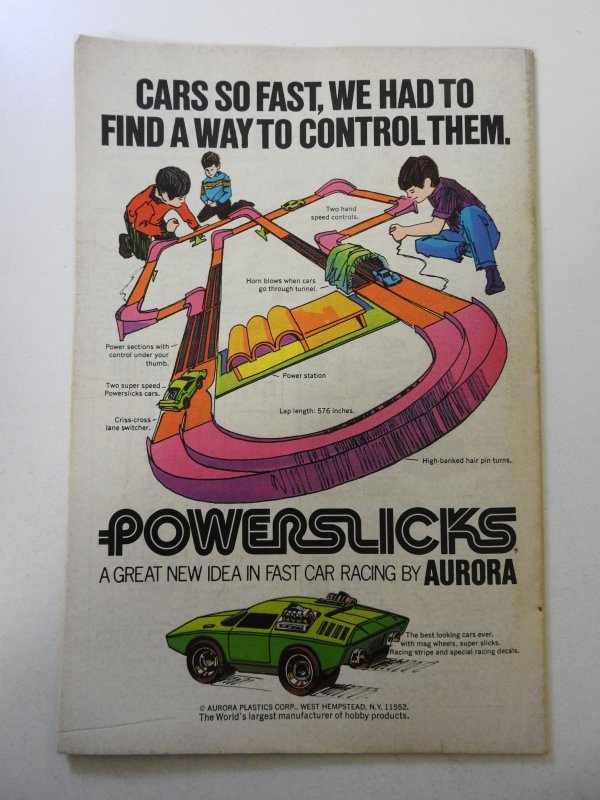 CARS SO FAST, WE HAD TO
FIND A WAY TO CONTROL THEM.
Two hand
speed controls.
Horn blows when cars
go through tunnel.
Power sections with
control under your
thumb.
Power station
Two super speed
Powerslicks cars.
Lap length: 576 inches.
Criss-cross
lane switcher.
High-banked hair pin turns.
POWERSLICKS®
A GREAT NEW IDEA IN FAST CAR RACING BY AURORA
The best looking cars ever,
with mag wheels, super slicks.
Racing stripe and special racing decals.
© AURORA PLASTICS CORP., WEST HEMPSTEAD, N.Y. 11552.
The World's largest manufacturer of hobby products.